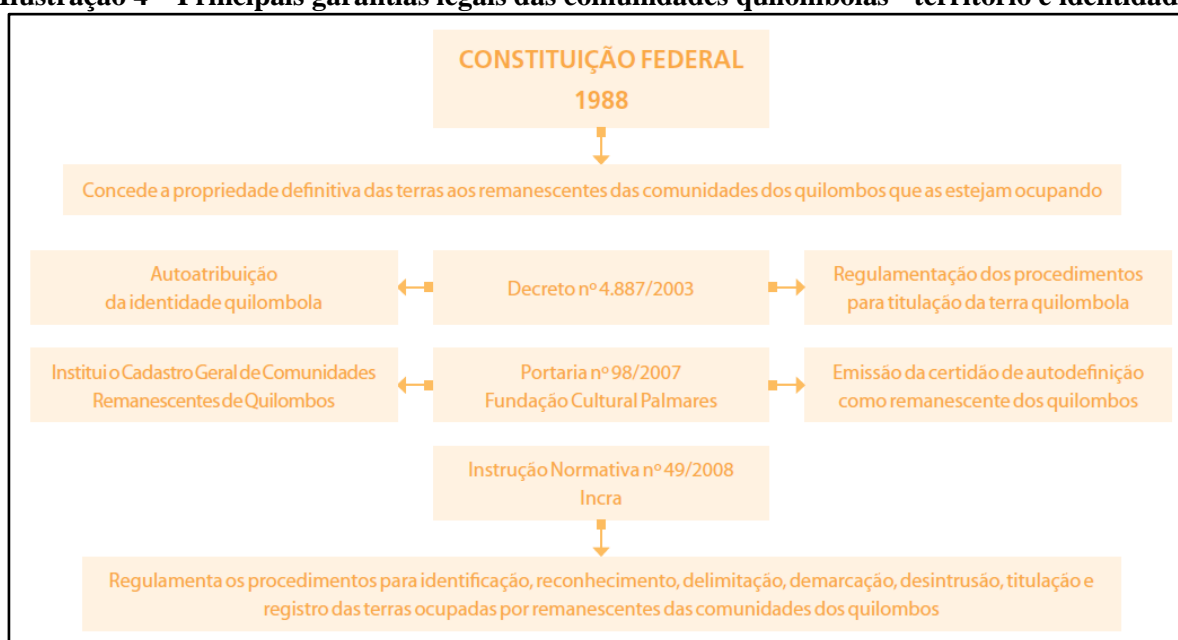 Ilustração 4 – Principais garantias legais das comunidades quilombolas - território e identidad
CONSTITUIÇÃO FEDERAL
1988
Concede a propriedade definitiva das terras aos remanescentes das comunidades dos quilombos que as estejam ocupando
Autoatribuição
da identidade quilombola
Decreto nº 4.887/2003
Regulamentação dos procedimentos
para titulação da terra quilombola
Institui o Cadastro Geral de Comunidades
Remanescentes de Quilombos
Portaria nº 98/2007
Fundação Cultural Palmares
Emissão da certidão de autodefinição
como remanescente dos quilombos
Instrução Normativa nº 49/2008
Incra
Regulamenta os procedimentos para identificação, reconhecimento, delimitação, demarcação, desintrusão, titulação e
registro das terras ocupadas por remanescentes das comunidades dos quilombos